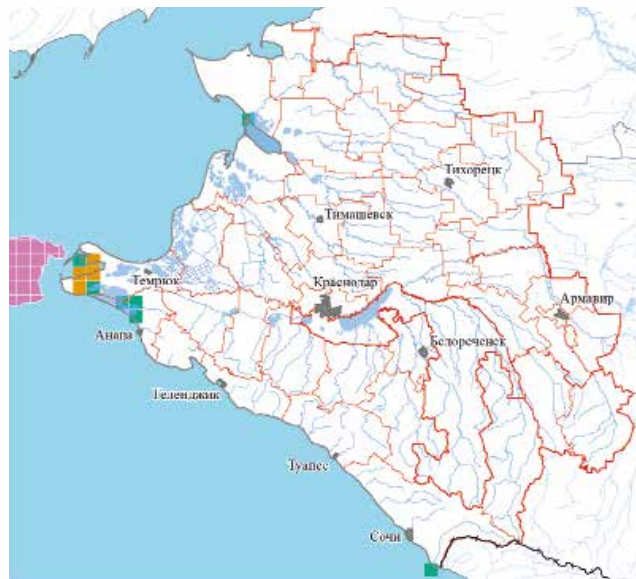 Тихорецк
Тимашевск
Темрюк
Краснодар
Армавир
Анапа
Белореченск
Геленджик
Туапсе
Сочи